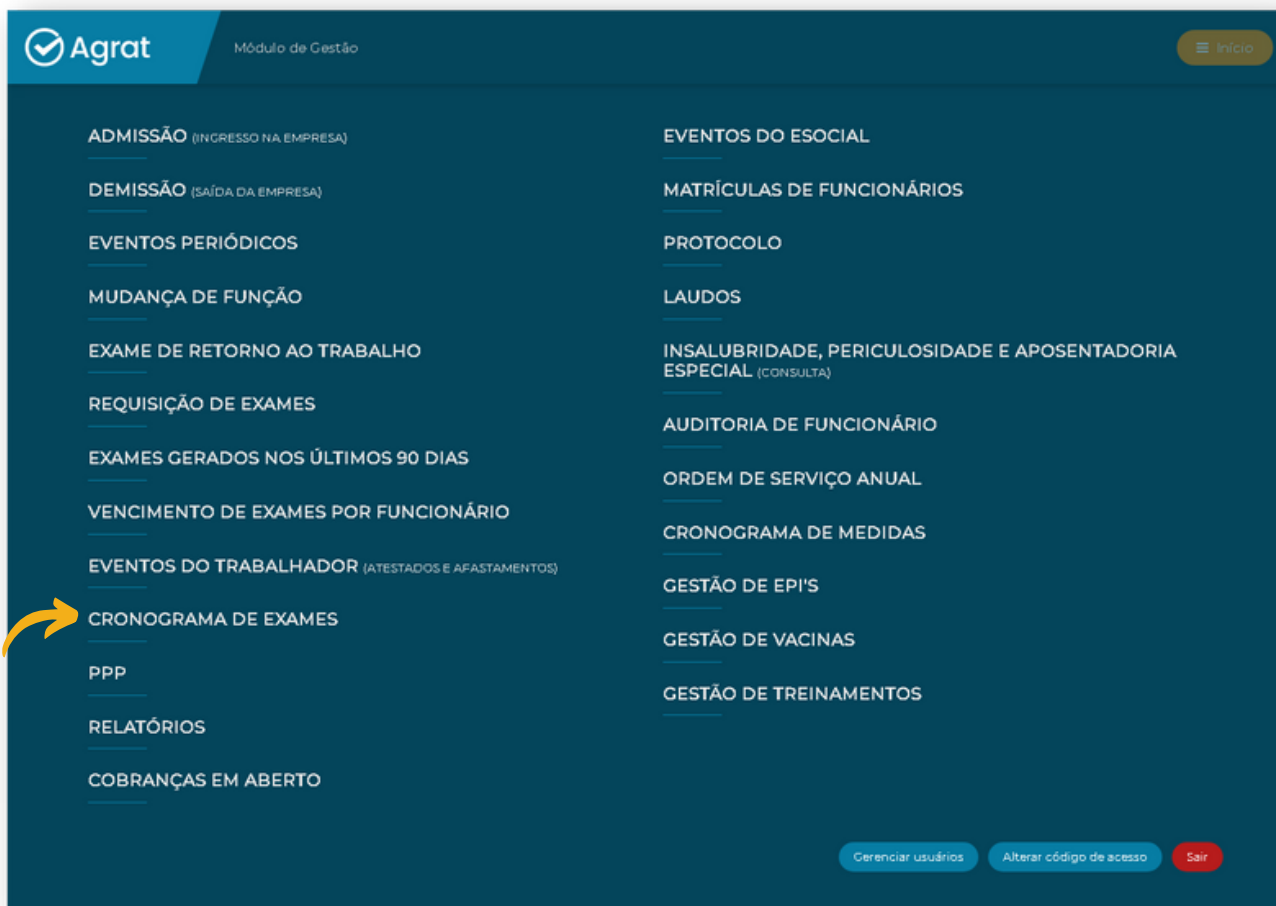 Agrat
Módulo de Gestão
Início
ADMISSÃO (INGRESSO NA EMPRESA)
DEMISSÃO (SAÍDA DA EMPRESA)
EVENTOS PERIÓDICOS
MUDANÇA DE FUNÇÃO
EXAME DE RETORNO AO TRABALHO
REQUISIÇÃO DE EXAMES
EXAMES GERADOS NOS ÚLTIMOS 90 DIAS
VENCIMENTO DE EXAMES POR FUNCIONÁRIO
EVENTOS DO TRABALHADOR (ATESTADOS E AFASTAMENTOS)
CRONOGRAMA DE EXAMES
PPP
RELATÓRIOS
COBRANÇAS EM ABERTO
EVENTOS DO ESOCIAL
MATRÍCULAS DE FUNCIONÁRIOS
PROTOCOLO
LAUDOS
INSALUBRIDADE, PERICULOSIDADE E APOSENTADORIA
ESPECIAL (CONSULTA)
AUDITORIA DE FUNCIONÁRIO
ORDEM DE SERVIÇO ANUAL
CRONOGRAMA DE MEDIDAS
GESTÃO DE EPI'S
GESTÃO DE VACINAS
GESTÃO DE TREINAMENTOS
Gerenciar usuários
Alterar código de acesso
Sair